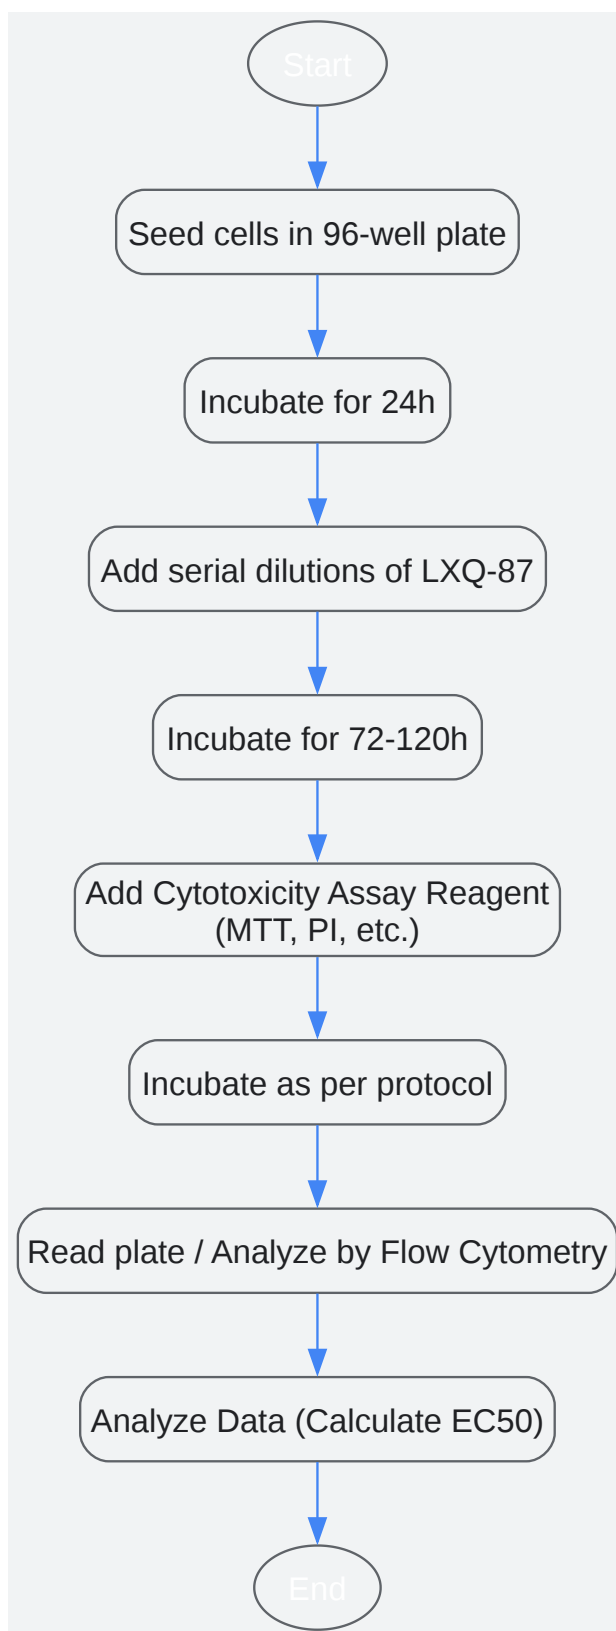 Start
Seed cells in 96-well plate
Incubate for 24h
Add serial dilutions of LXQ-87
Incubate for 72-120h
Add Cytotoxicity Assay Reagent
(MTT, PI, etc.)
Incubate as per protocol
Read plate / Analyze by Flow Cytometry
Analyze Data (Calculate EC50)
End